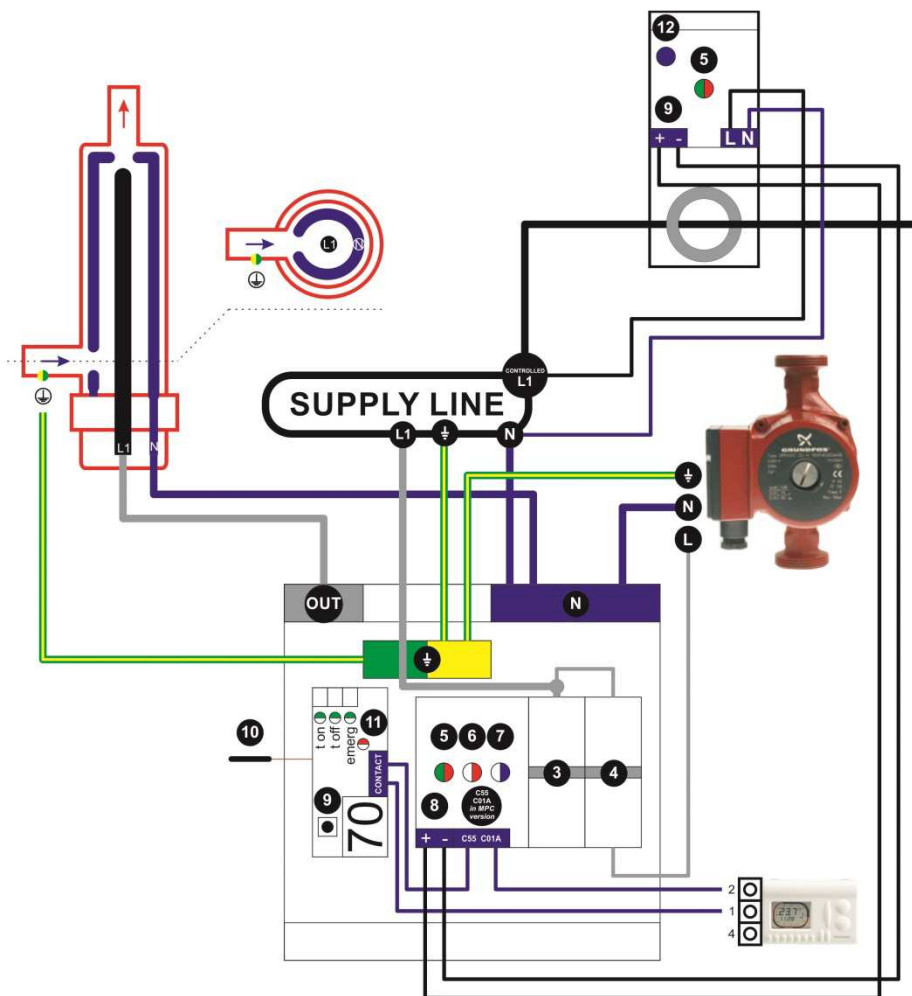 12
5
9
+ - L N
L1
N
CONTROLLED
L1
SUPPLY LINE
L1
N
L1
N
GRUNDFOS
N
L
OUT
N
10
t on
t off
emerg
11
CONTACT
9
70
5
6
7
8
C55
C01A
in MPC
version
3
4
+ - C55 C01A
2
1
4